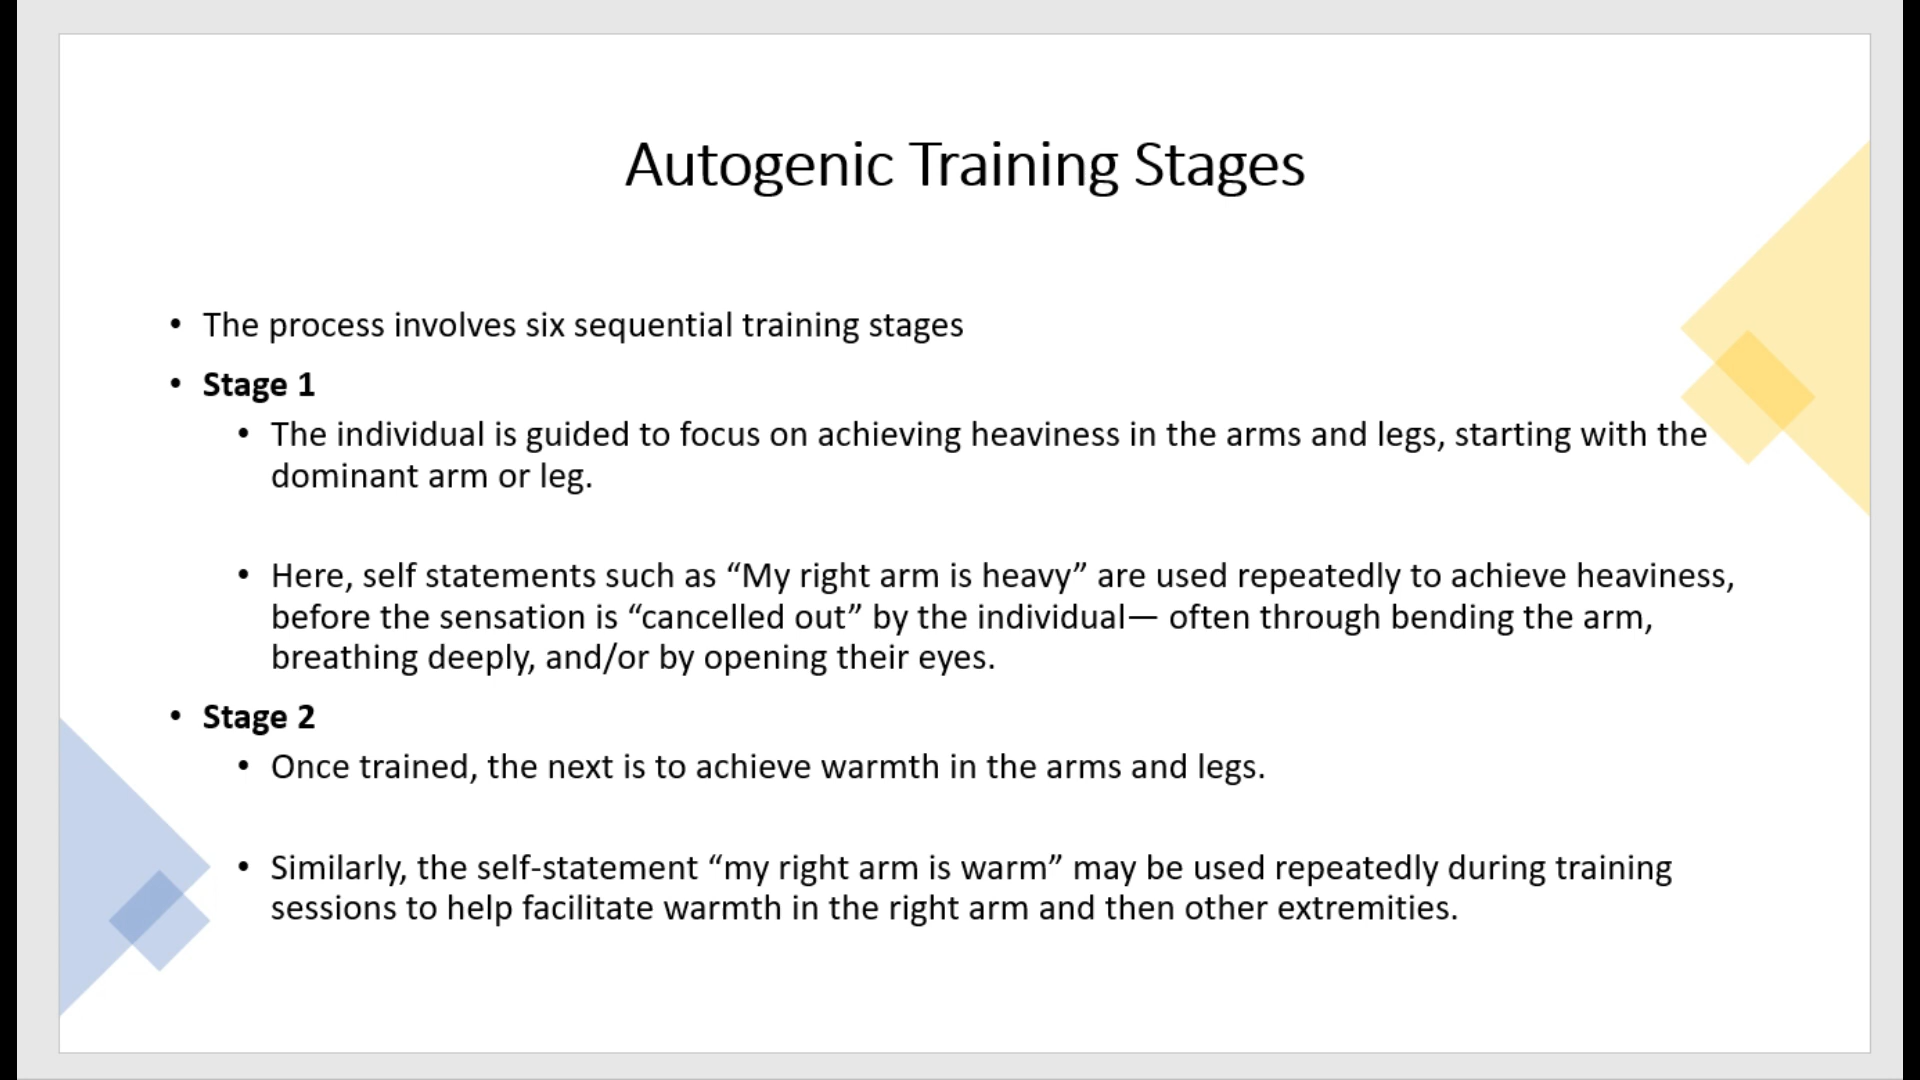 Autogenic Training Stages
• The process involves six sequential training stages
• Stage 1
• The individual is guided to focus on achieving heaviness in the arms and legs, starting with the
dominant arm or leg.
• Here, self statements such as “My right arm is heavy” are used repeatedly to achieve heaviness,
before the sensation is “cancelled out” by the individual— often through bending the arm,
breathing deeply, and/or by opening their eyes.
• Stage 2
• Once trained, the next is to achieve warmth in the arms and legs.
• Similarly, the self-statement “my right arm is warm” may be used repeatedly during training
sessions to help facilitate warmth in the right arm and then other extremities.